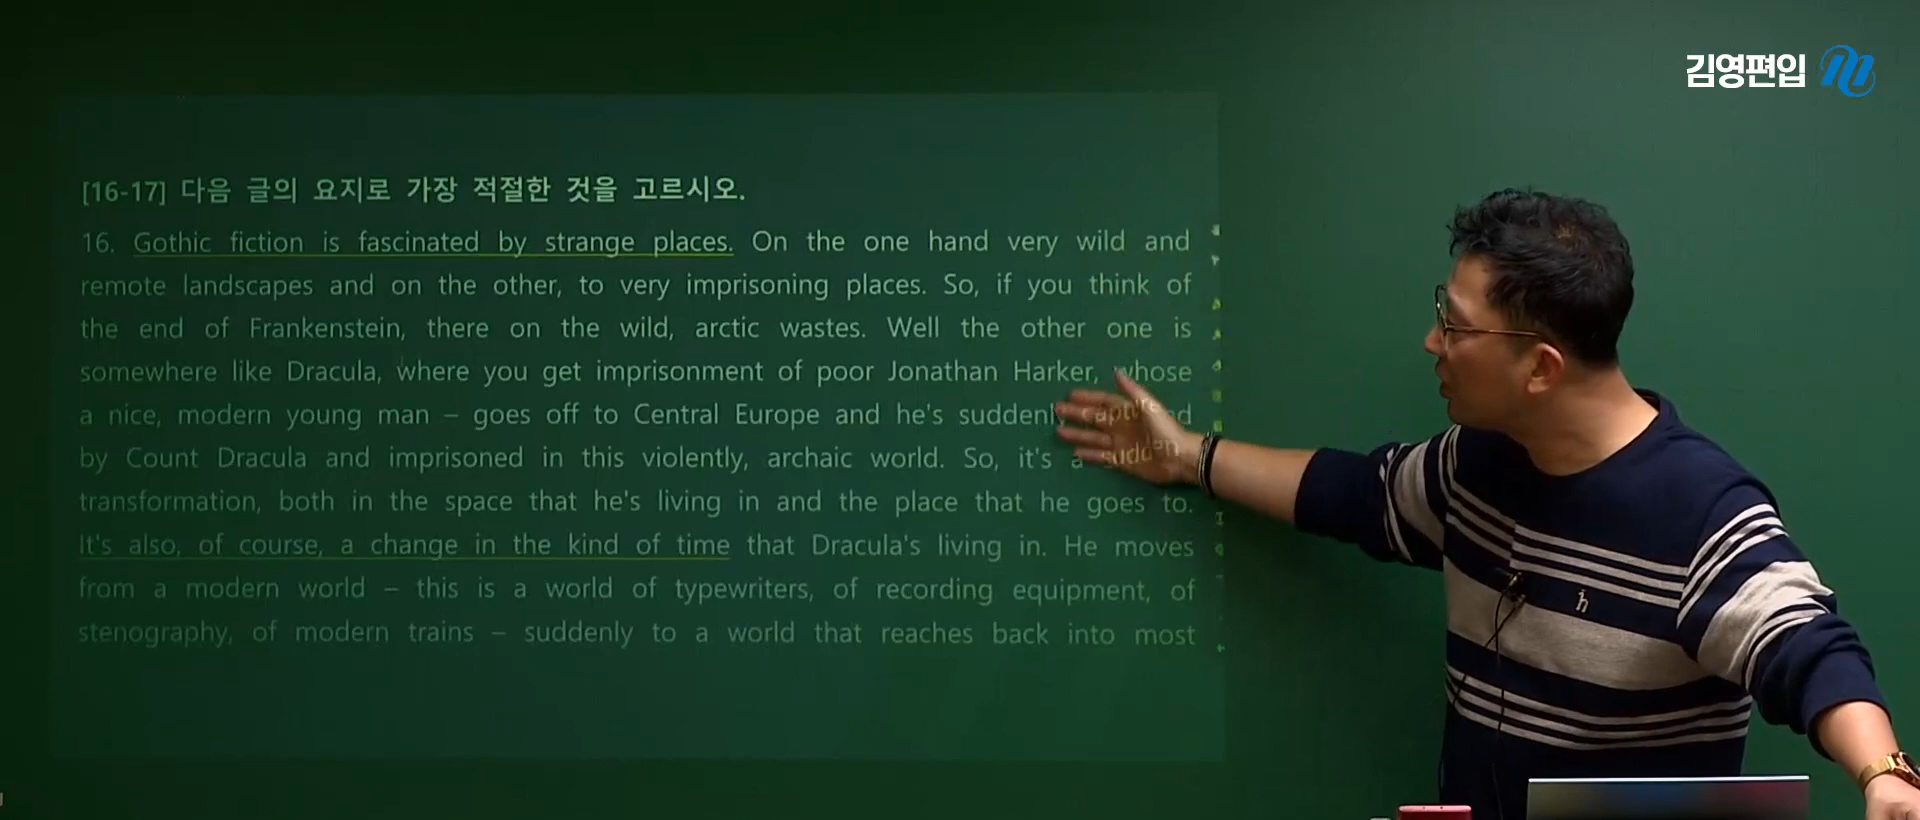 김영편입
[16-17] 다음 글의 요지로 가장 적절한 것을 고르시오.
16. Gothic fiction is fascinated by strange places. On the one hand very wild and
remote landscapes and on the other, to very imprisoning places. So, if you think of
the end of Frankenstein, there on the wild, arctic wastes. Well the other one is
somewhere like Dracula, where you get imprisonment of poor Jonathan Harker, whose
a nice, modern young man – goes off to Central Europe and he's suddenly captured
by Count Dracula and imprisoned in this violently, archaic world. So, it's a sudden
transformation, both in the space that he's living in and the place that he goes to.
It's also, of course, a change in the kind of time that Dracula's living in. He moves
from a modern world – this is a world of typewriters, of recording equipment, of
stenography, of modern trains – suddenly to a world that reaches back into most